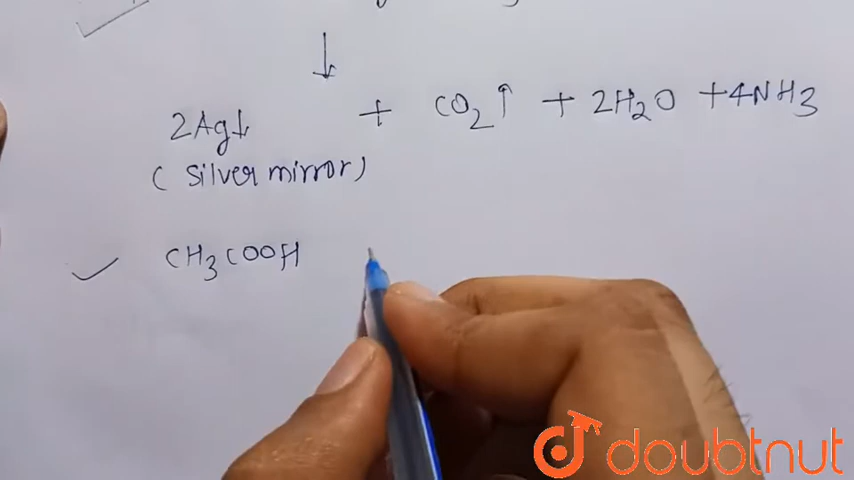 2Ag↓ + CO2↑ + 2H2O + 4NH3
(silver mirror)
CH3COOH
doubtnut